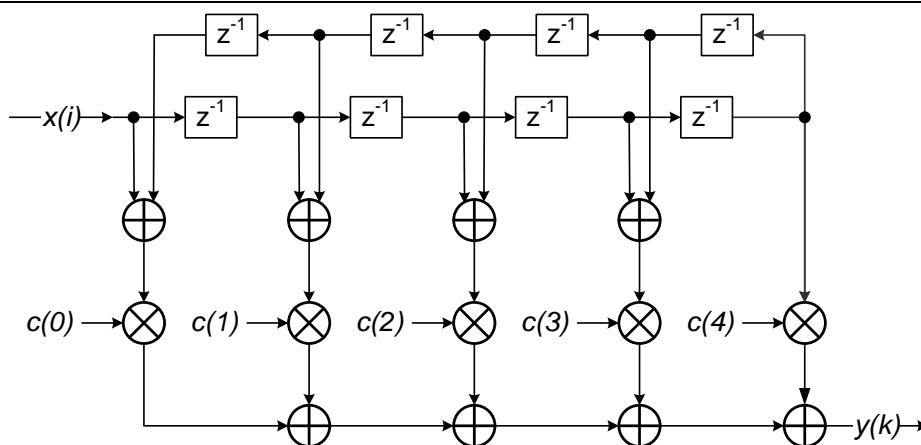 z⁻¹ z⁻¹ z⁻¹ z⁻¹
x(i) z⁻¹ z⁻¹ z⁻¹ z⁻¹
c(0) c(1) c(2) c(3) c(4)
y(k)